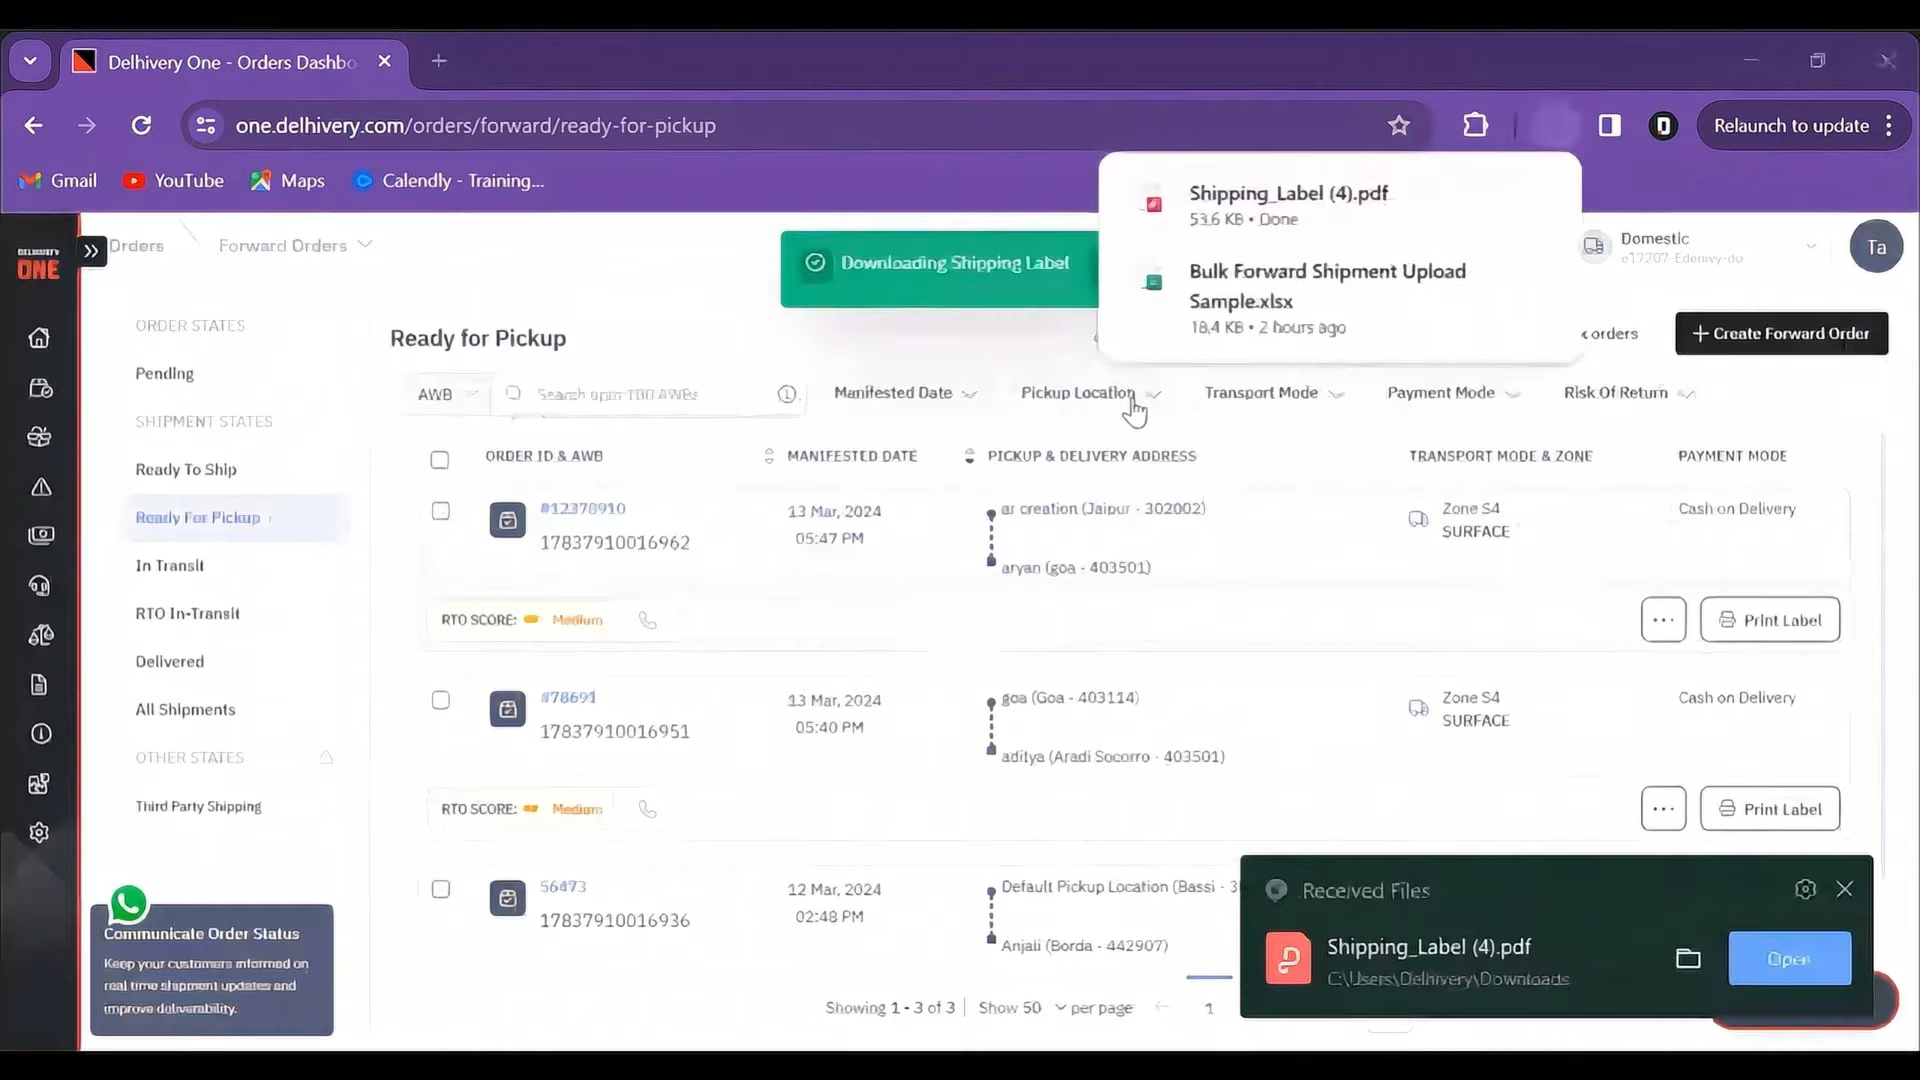 Delhivery One - Orders Dashbo
one.delhivery.com/orders/forward/ready-for-pickup
Relaunch to update
Gmail
YouTube
Maps
Calendly - Training...
Shipping_Label (4).pdf
53.6 KB • Done
Bulk Forward Shipment Upload
Sample.xlsx
18.4 KB • 2 hours ago
DELHIVERY
ONE
Orders
Forward Orders
Downloading Shipping Label
Domestic
Ta
ORDER STATES
Pending
SHIPMENT STATES
Ready To Ship
Ready For Pickup
In Transit
RTO In-Transit
Delivered
All Shipments
OTHER STATES
Third Party Shipping
Communicate Order Status
Keep your customers informed on
real time shipment updates and
improve deliverability.
Ready for Pickup
orders
+ Create Forward Order
AWB
Search upto 100 AWBs
Manifested Date
Pickup Location
Transport Mode
Payment Mode
Risk Of Return
ORDER ID & AWB
MANIFESTED DATE
PICKUP & DELIVERY ADDRESS
TRANSPORT MODE & ZONE
PAYMENT MODE
#12378910
17837910016962
13 Mar, 2024
05:47 PM
ar creation (Jaipur - 302002)
aryan (goa - 403501)
Zone S4
SURFACE
Cash on Delivery
RTO SCORE: Medium
... Print Label
#78691
17837910016951
13 Mar, 2024
05:40 PM
goa (Goa - 403114)
aditya (Aradi Socorro - 403501)
Zone S4
SURFACE
Cash on Delivery
RTO SCORE: Medium
... Print Label
56473
17837910016936
12 Mar, 2024
02:48 PM
Default Pickup Location (Bassi - 3
Anjali (Borda - 442907)
Showing 1 - 3 of 3
Show 50 per page
1
Received Files
Shipping_Label (4).pdf
C:\Users\Delhivery\Downloads
Open